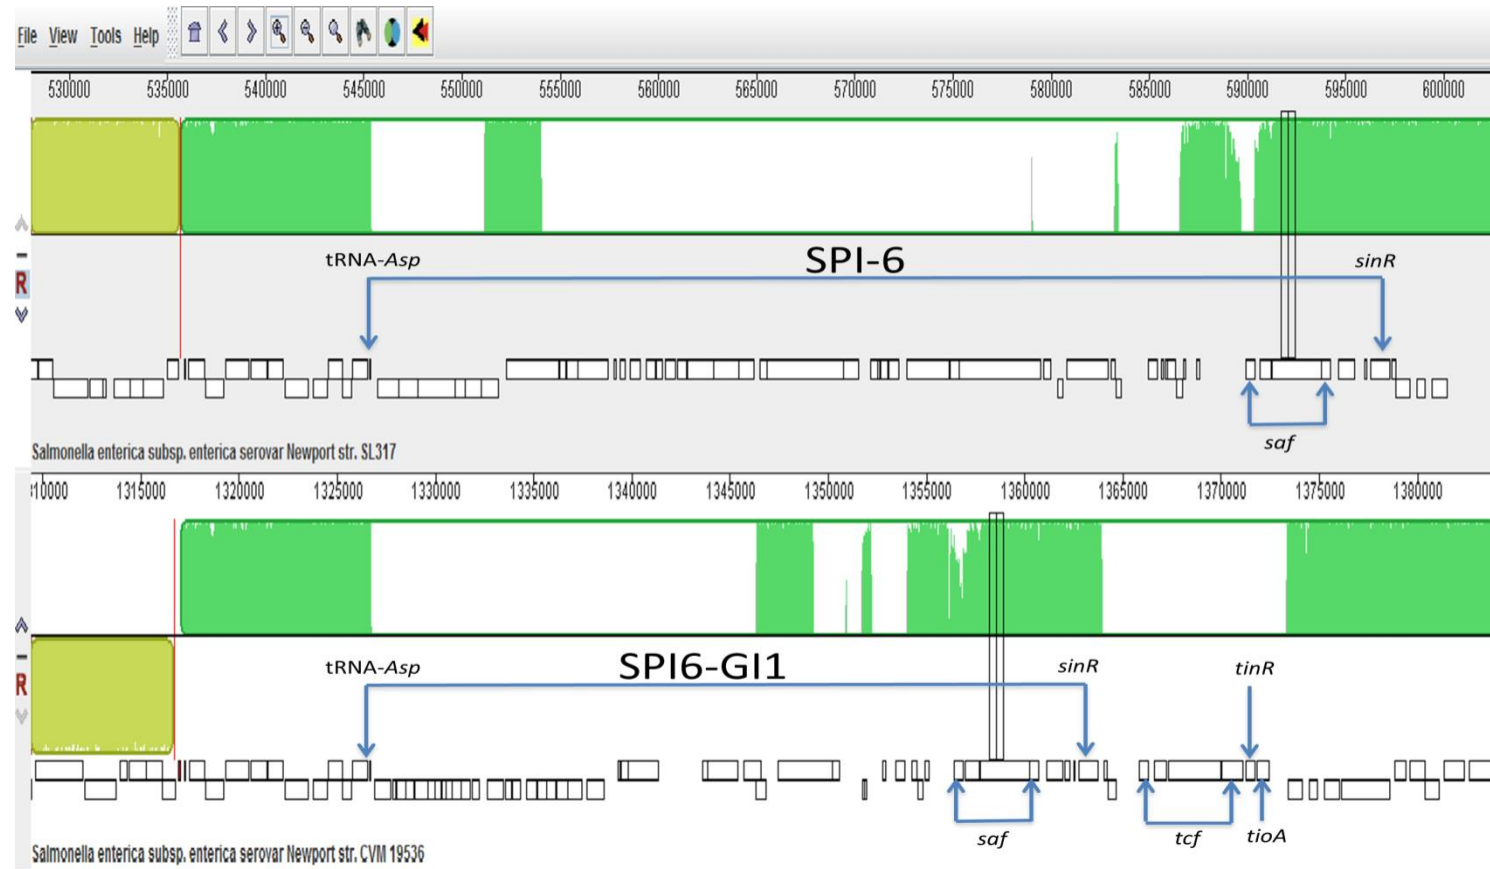 File View Tools Help
530000 535000 540000 545000 550000 555000 560000 565000 570000 575000 580000 585000 590000 595000 600000
tRNA-Asp SPI-6 sinR
R
saf
Salmonella enterica subsp. enterica serovar Newport str. SL317
1310000 1315000 1320000 1325000 1330000 1335000 1340000 1345000 1350000 1355000 1360000 1365000 1370000 1375000 1380000
tRNA-Asp SPI6-GI1 sinR tinR
R
saf tcf tioA
Salmonella enterica subsp. enterica serovar Newport str. CVM 19536